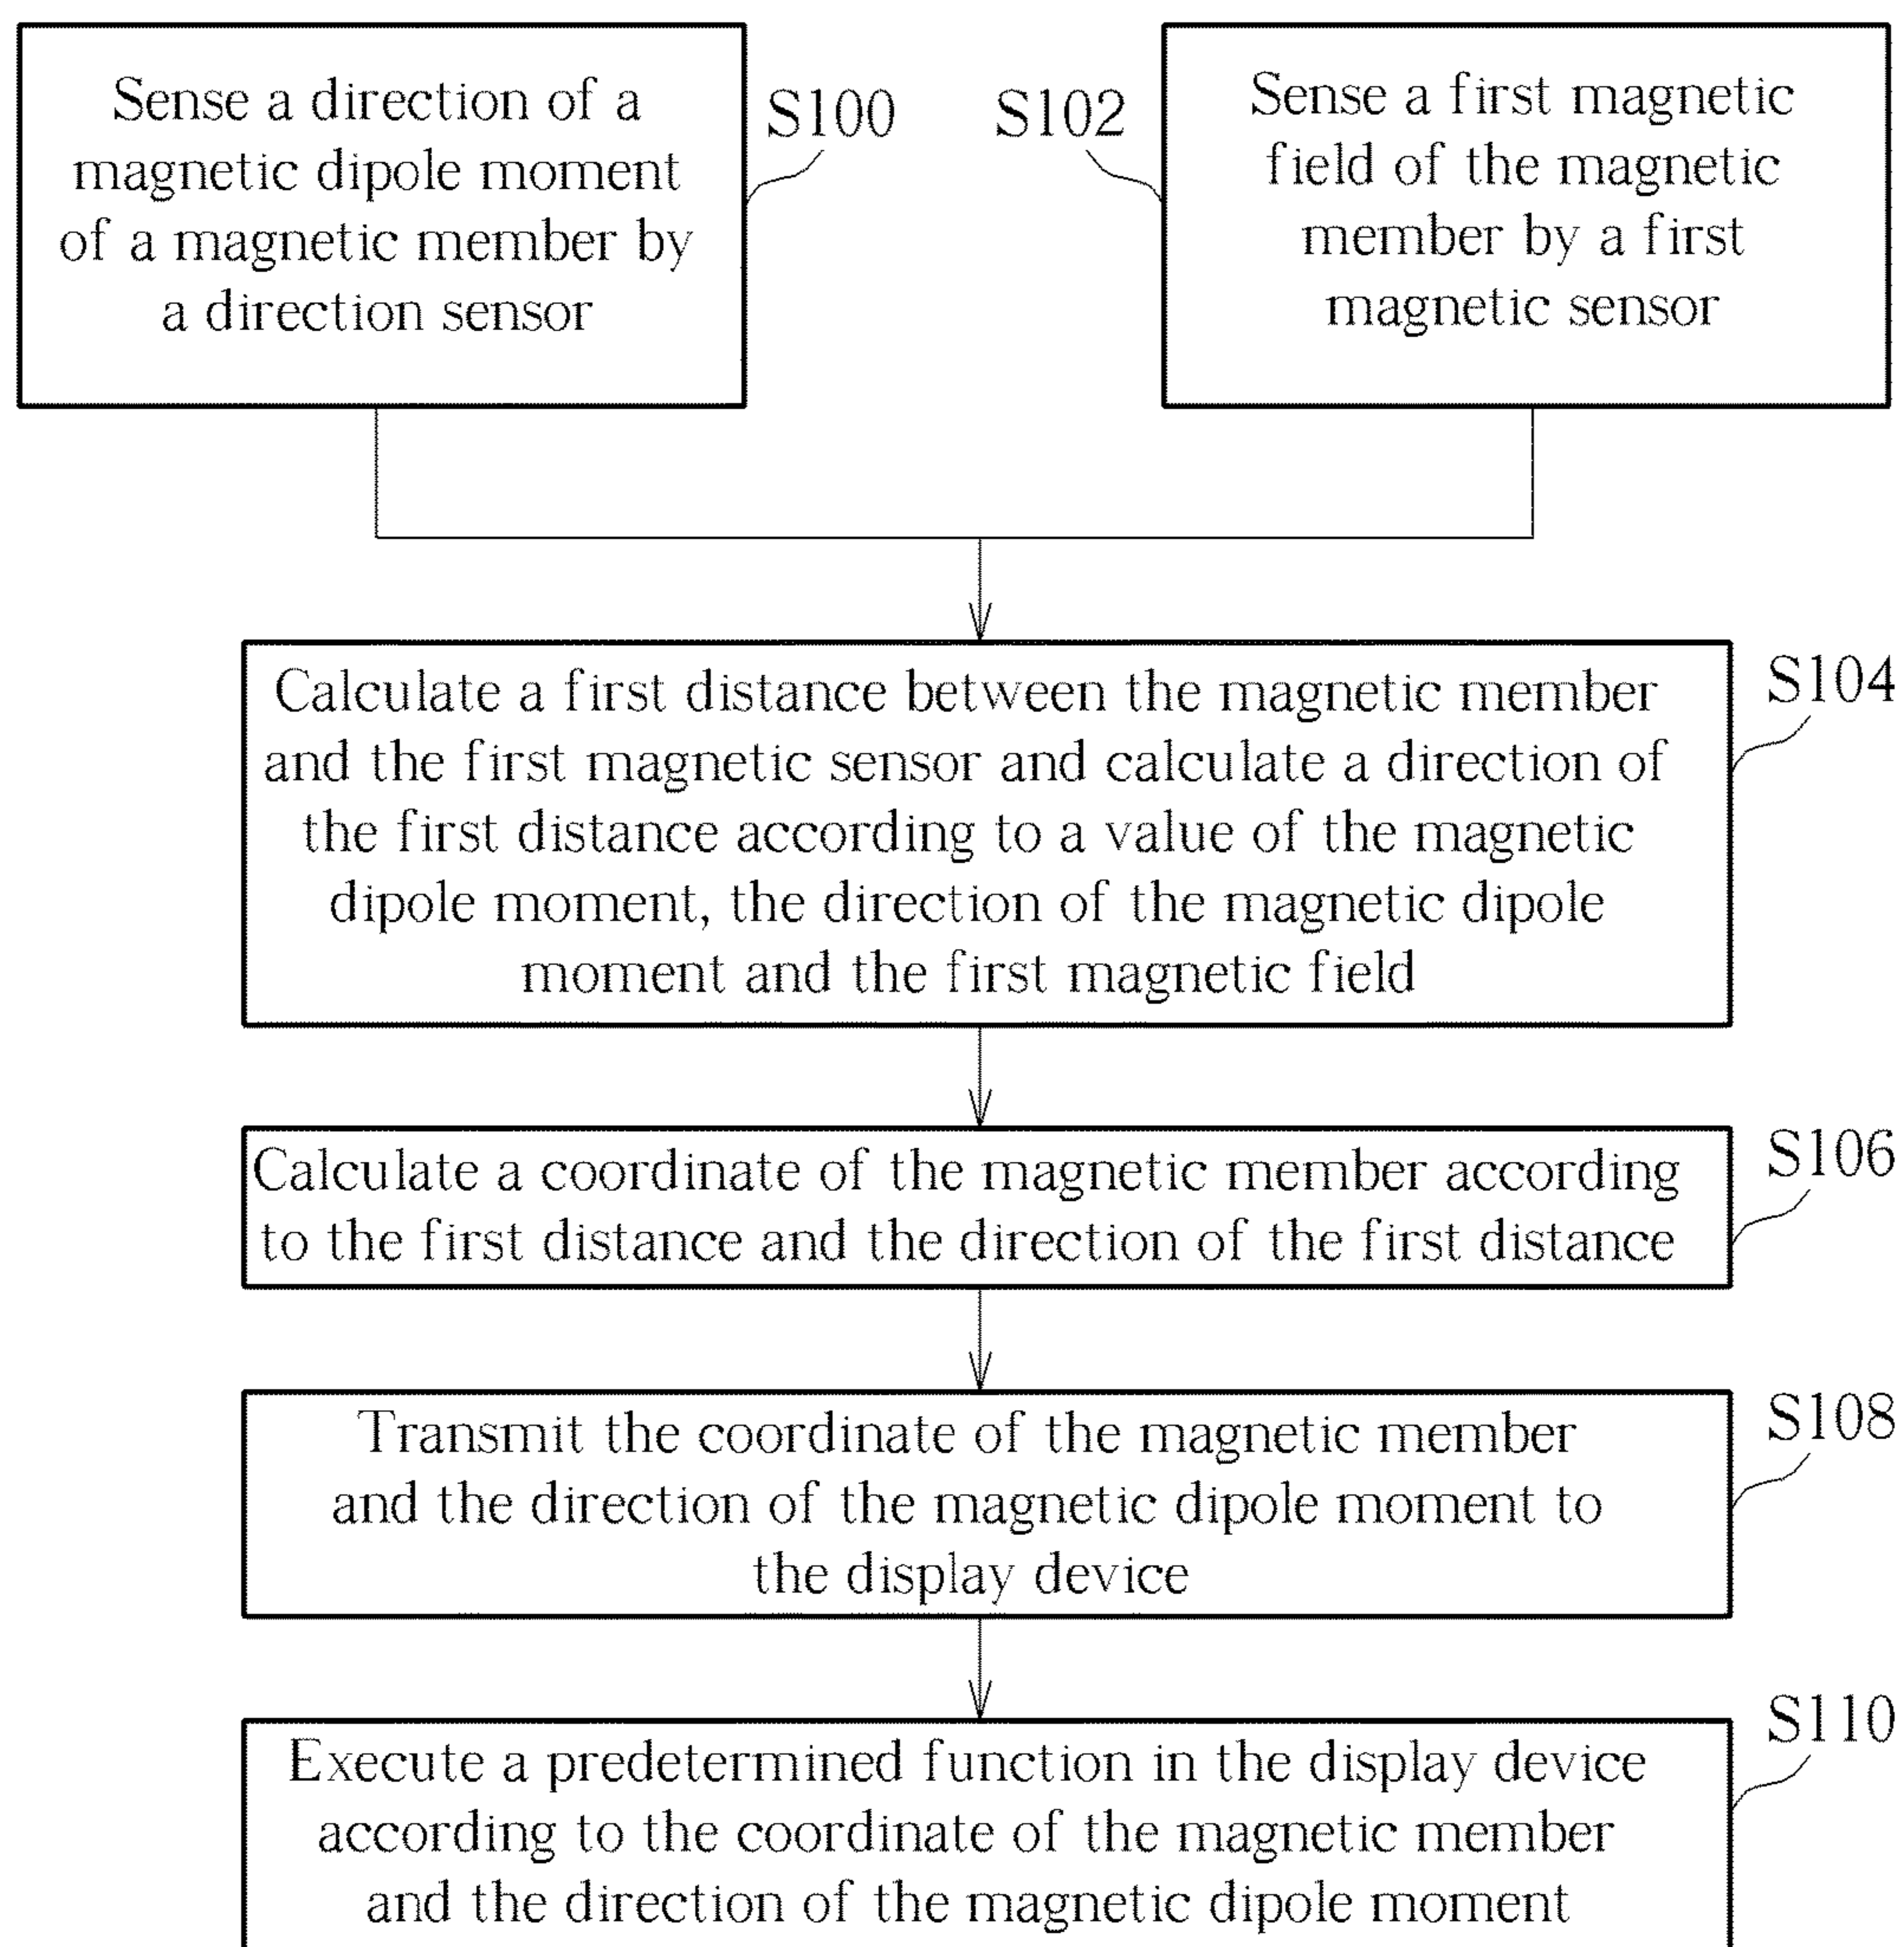 Sense a direction of a
magnetic dipole moment
of a magnetic member by
a direction sensor
S100
S102
Sense a first magnetic
field of the magnetic
member by a first
magnetic sensor
Calculate a first distance between the magnetic member
and the first magnetic sensor and calculate a direction of
the first distance according to a value of the magnetic
dipole moment, the direction of the magnetic dipole
moment and the first magnetic field
S104
Calculate a coordinate of the magnetic member according
to the first distance and the direction of the first distance
S106
Transmit the coordinate of the magnetic member
and the direction of the magnetic dipole moment to
the display device
S108
Execute a predetermined function in the display device
according to the coordinate of the magnetic member
and the direction of the magnetic dipole moment
S110